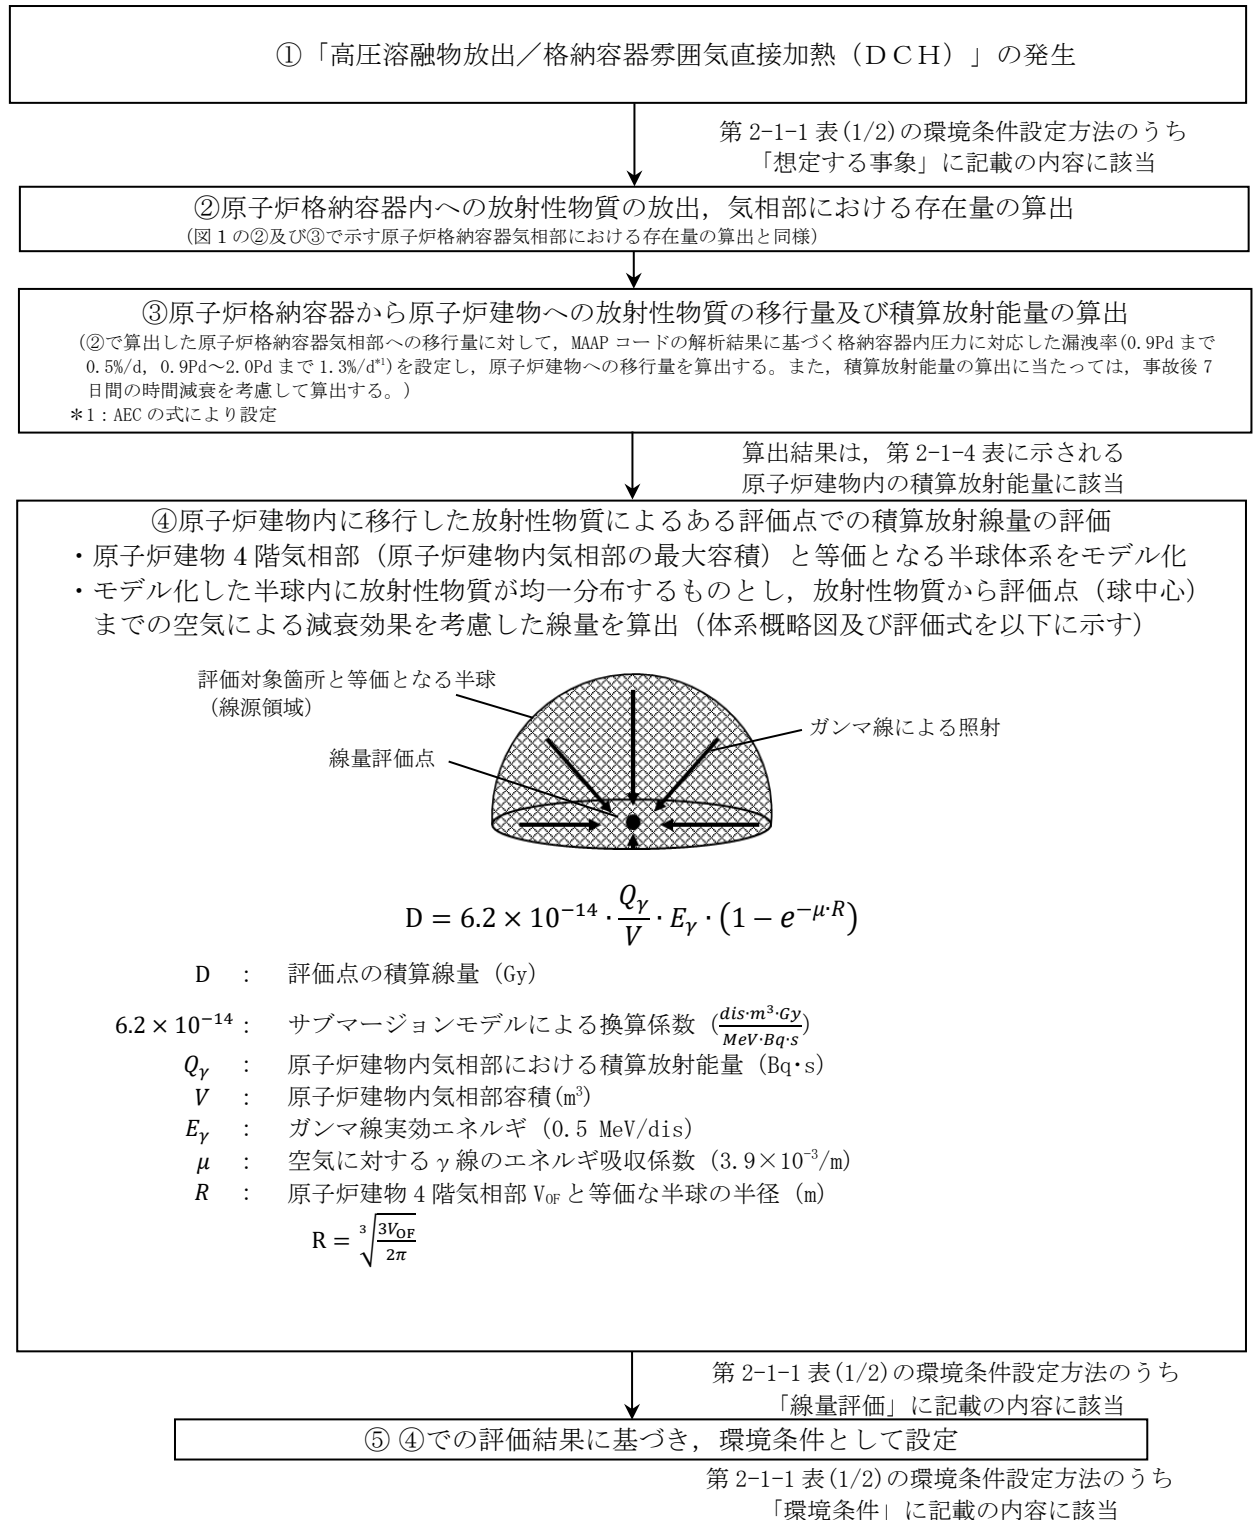 ①「高圧溶融物放出／格納容器雰囲気直接加熱（ＤＣＨ）」の発生
第 2-1-1 表(1/2)の環境条件設定方法のうち
「想定する事象」に記載の内容に該当
②原子炉格納容器内への放射性物質の放出，気相部における存在量の算出
(図 1 の②及び③で示す原子炉格納容器気相部における存在量の算出と同様)
③原子炉格納容器から原子炉建物への放射性物質の移行量及び積算放射能量の算出
(②で算出した原子炉格納容器気相部への移行量に対して，MAAP コードの解析結果に基づく格納容器内圧力に対応した漏洩率(0.9Pd まで
0.5%/d，0.9Pd～2.0Pd まで 1.3%/d*1)を設定し，原子炉建物への移行量を算出する。また，積算放射能量の算出に当たっては，事故後 7
日間の時間減衰を考慮して算出する。)
＊1：AEC の式により設定
算出結果は，第 2-1-4 表に示される
原子炉建物内の積算放射能量に該当
④原子炉建物内に移行した放射性物質によるある評価点での積算放射線量の評価
・原子炉建物 4 階気相部（原子炉建物内気相部の最大容積）と等価となる半球体系をモデル化
・モデル化した半球内に放射性物質が均一分布するものとし，放射性物質から評価点（球中心）
までの空気による減衰効果を考慮した線量を算出（体系概略図及び評価式を以下に示す）
評価対象箇所と等価となる半球
（線源領域）
ガンマ線による照射
線量評価点
D = 6.2 × 10^{-14} · \frac{Q_γ}{V} · E_γ · (1 − e^{−μ·R})
D ： 評価点の積算線量 (Gy)
6.2 × 10^{-14}： サブマージョンモデルによる換算係数 (\frac{dis·m^3·Gy}{MeV·Bq·s})
Q_γ ： 原子炉建物内気相部における積算放射能量 (Bq･s)
V ： 原子炉建物内気相部容積(m³)
E_γ ： ガンマ線実効エネルギ (0.5 MeV/dis)
μ ： 空気に対するγ線のエネルギ吸収係数 (3.9×10⁻³/m)
R ： 原子炉建物 4 階気相部 V_{OF} と等価な半球の半径 (m)
R = \sqrt[3]{\frac{3V_{OF}}{2π}}
第 2-1-1 表(1/2)の環境条件設定方法のうち
「線量評価」に記載の内容に該当
⑤ ④での評価結果に基づき，環境条件として設定
第 2-1-1 表(1/2)の環境条件設定方法のうち
「環境条件」に記載の内容に該当